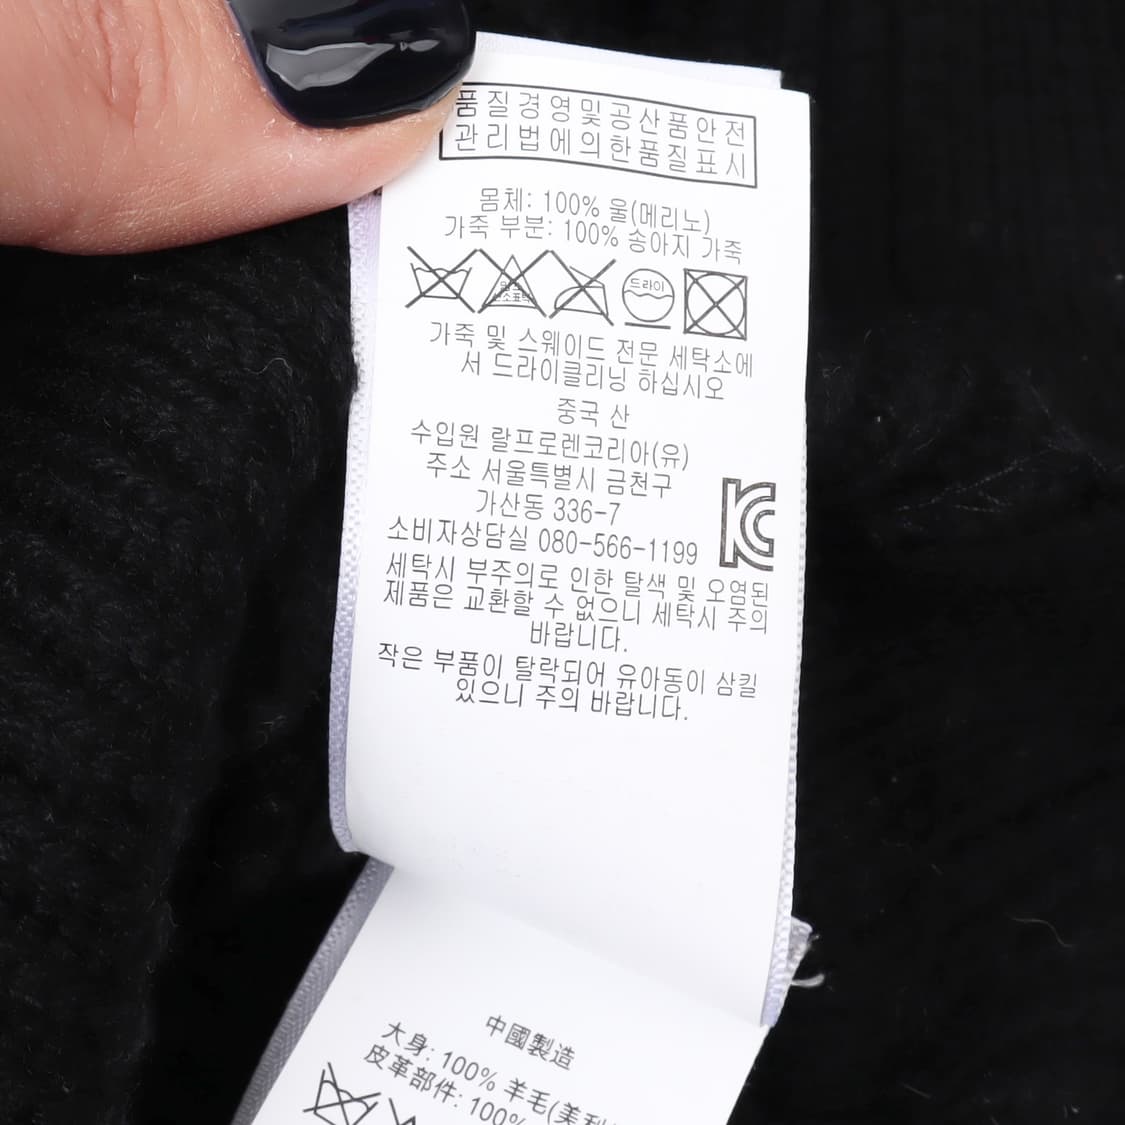 품질경영및공산품안전
관리법에의한품질표시
몸체: 100% 울(메리노)
가죽 부분: 100% 송아지 가죽
드라이
가죽 및 스웨이드 전문 세탁소에
서 드라이클리닝 하십시오
중국 산
수입원 랄프로렌코리아(유)
주소 서울특별시 금천구
가산동 336-7
소비자상담실 080-566-1199
세탁시 부주의로 인한 탈색 및 오염된
제품은 교환할 수 없으니 세탁시 주의
바랍니다.
작은 부품이 탈락되어 유아동이 삼킬
있으니 주의 바랍니다.
中國製造
大身: 100% 羊毛(美利
皮革部件: 100%